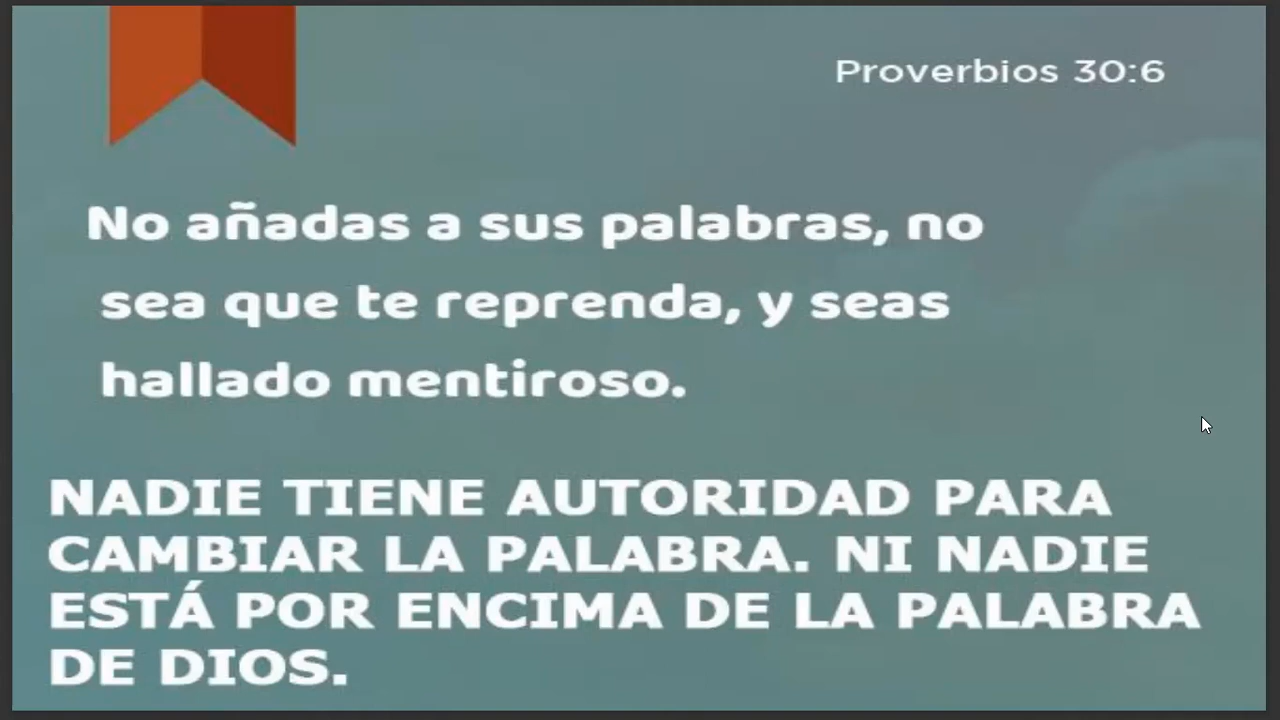 Proverbios 30:6
No añadas a sus palabras, no
sea que te reprenda, y seas
hallado mentiroso.
NADIE TIENE AUTORIDAD PARA
CAMBIAR LA PALABRA. NI NADIE
ESTÁ POR ENCIMA DE LA PALABRA
DE DIOS.